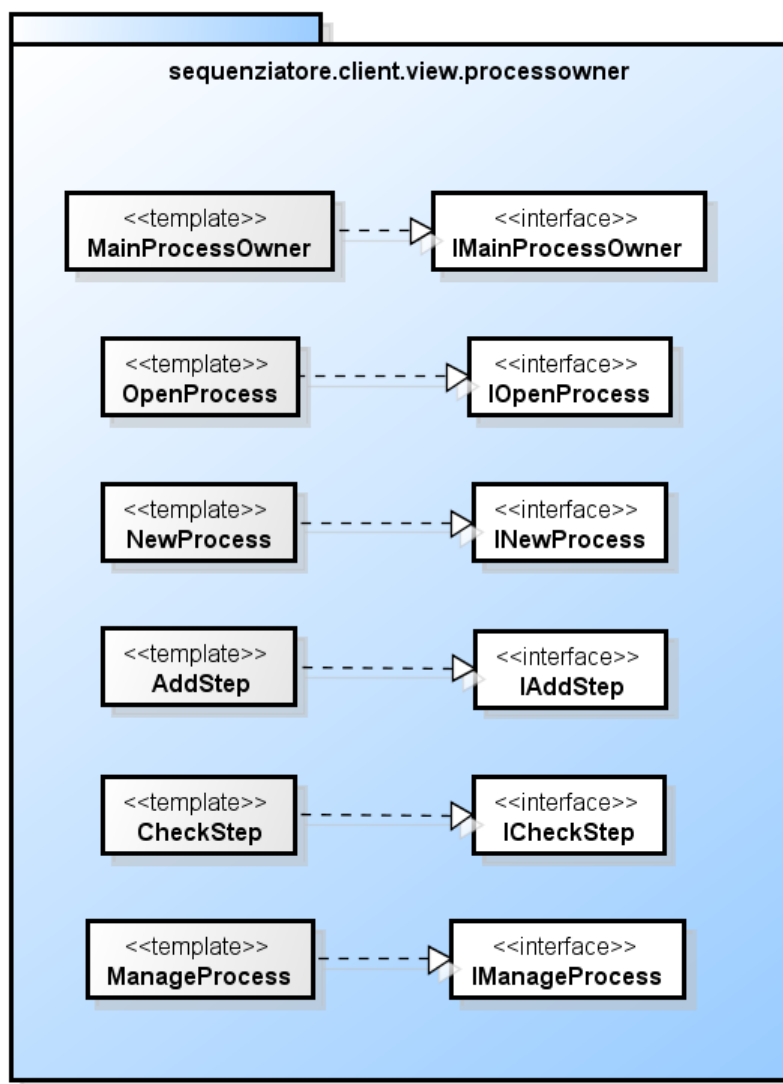 sequenziatore.client.view.processowner
<<template>>
MainProcessOwner
<<interface>>
IMainProcessOwner
<<template>>
OpenProcess
<<interface>>
IOpenProcess
<<template>>
NewProcess
<<interface>>
INewProcess
<<template>>
AddStep
<<interface>>
IAddStep
<<template>>
CheckStep
<<interface>>
ICheckStep
<<template>>
ManageProcess
<<interface>>
IManageProcess